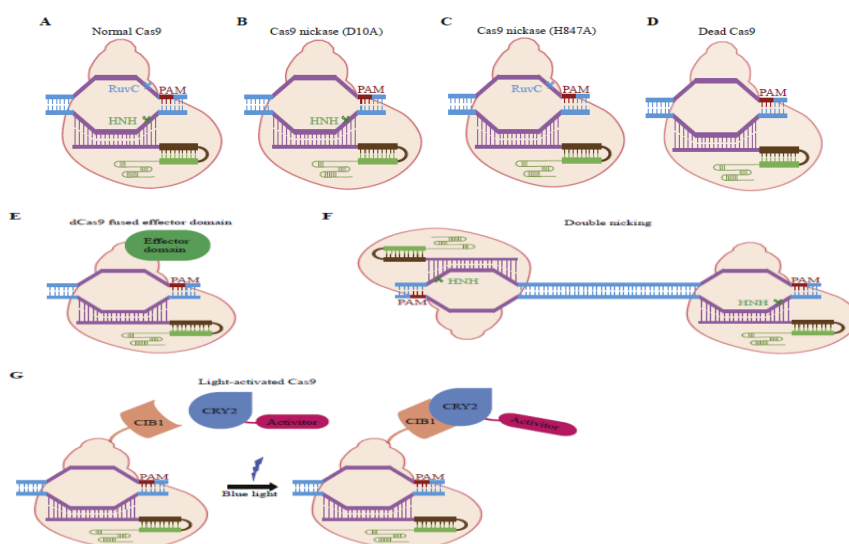 A
Normal Cas9
RuvC
PAM
HNH
B
Cas9 nickase (D10A)
PAM
HNH
C
Cas9 nickase (H847A)
RuvC
PAM
D
Dead Cas9
PAM
E
dCas9 fused effector domain
Effector
domain
PAM
F
Double nicking
HNH
PAM
PAM
HNH
G
Light-activated Cas9
CIB1
CRY2
Activitor
PAM
Blue light
CRY2
CIB1
Activitor
PAM